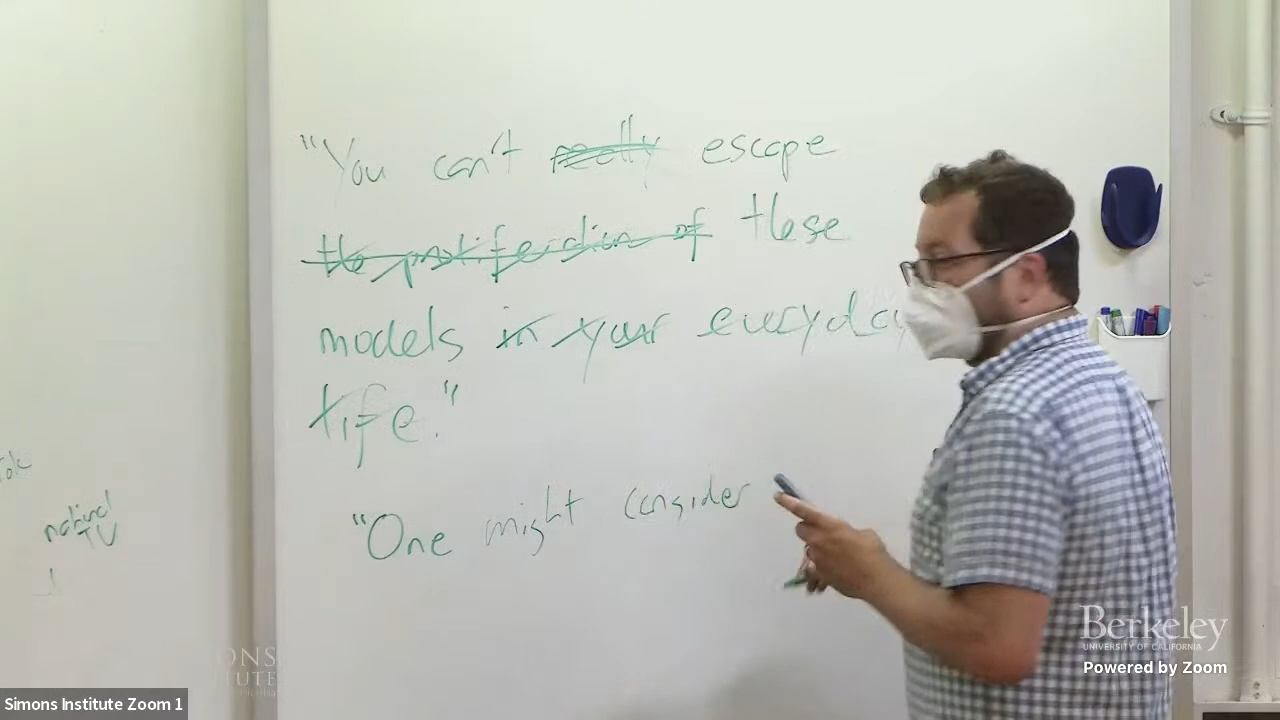 "You can't really escape
the proliferation of these
models in your everyday
life."
"One might consider
national
TV
Berkeley
UNIVERSITY OF CALIFORNIA
Powered by Zoom
Simons Institute Zoom 1